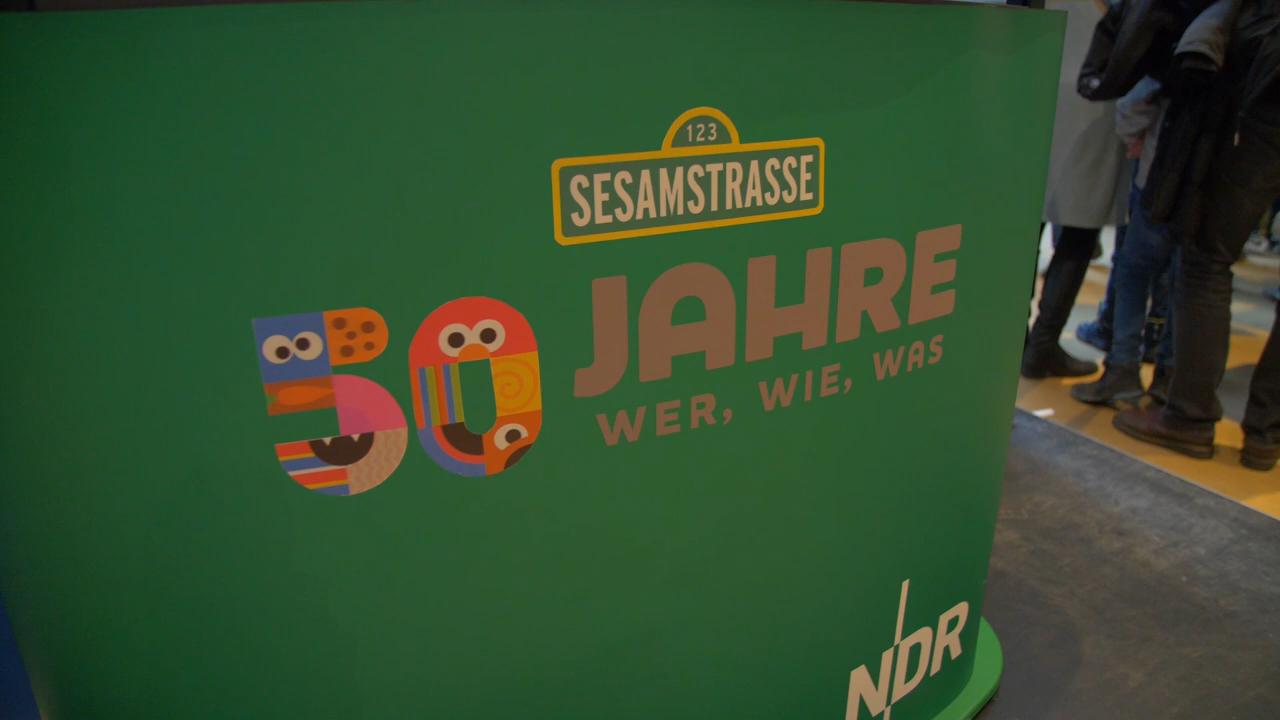 123
SESAMSTRASSE
50 JAHRE
WER, WIE, WAS
NDR